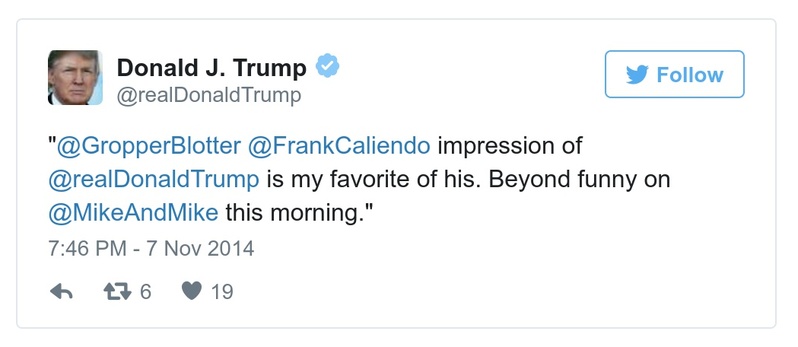 Donald J. Trump
@realDonaldTrump
Follow
"@GropperBlotter @FrankCaliendo impression of
@realDonaldTrump is my favorite of his. Beyond funny on
@MikeAndMike this morning."
7:46 PM - 7 Nov 2014
6 19